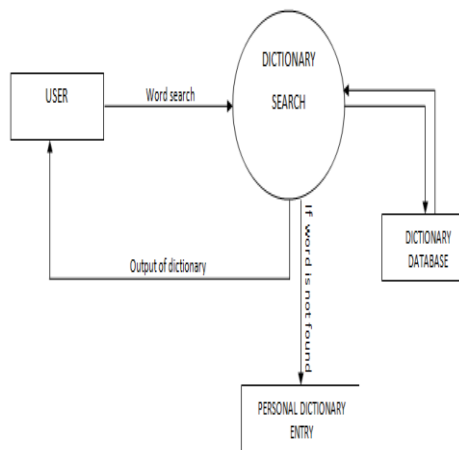 DICTIONARY
SEARCH
USER
Word search
If word is not found
DICTIONARY
DATABASE
Output of dictionary
PERSONAL DICTIONARY
ENTRY